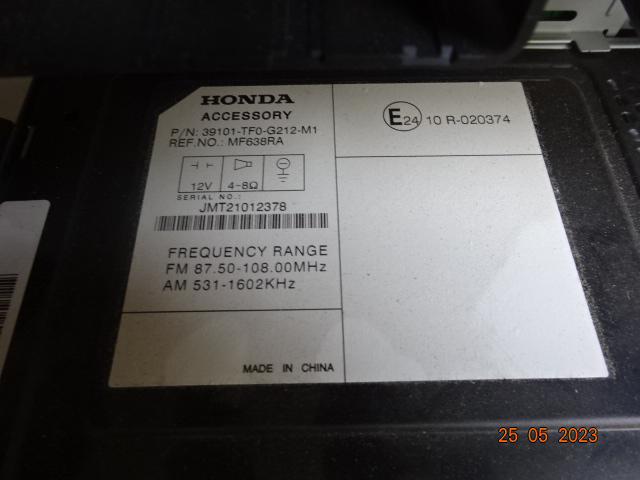 HONDA
ACCESSORY
P/N: 39101-TF0-G212-M1
REF.NO.: MF638RA
12V 4-8Ω
SERIAL NO.:
JMT21012378
FREQUENCY RANGE
FM 87.50-108.00MHz
AM 531-1602KHz
MADE IN CHINA
E24 10 R-020374
25 05 2023